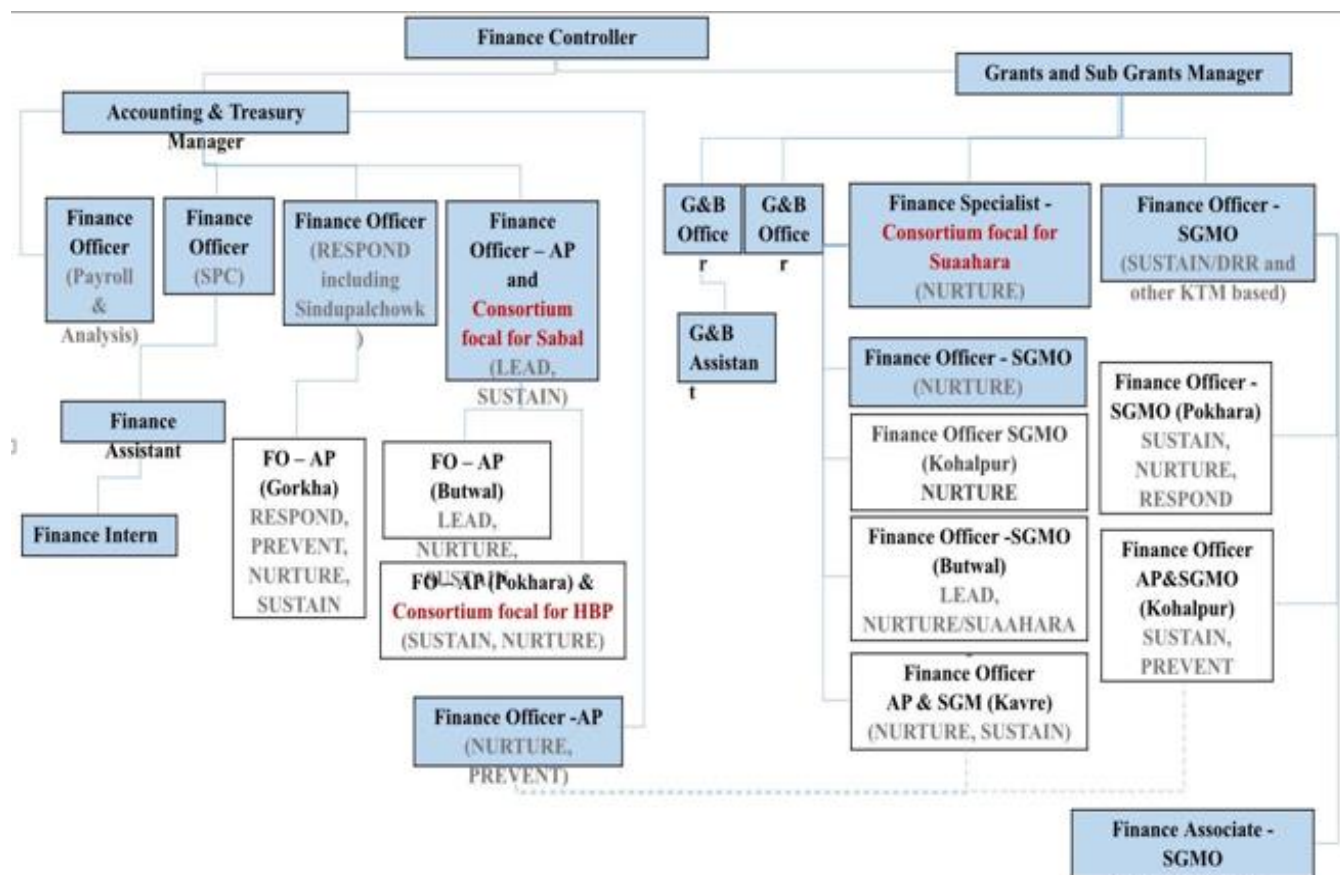 Finance Controller
Grants and Sub Grants Manager
Accounting & Treasury
Manager
Finance
Officer
(Payroll
&
Analysis)
Finance
Officer
(SPC)
Finance Officer
(RESPOND
including
Sindupalchowk
)
Finance
Officer – AP
and
Consortium
focal for Sabal
(LEAD,
SUSTAIN)
G&B
Office
r
G&B
Office
r
Finance Specialist -
Consortium focal for
Suaahara
(NURTURE)
Finance Officer -
SGMO
(SUSTAIN/DRR and
other KTM based)
G&B
Assistan
t
Finance
Assistant
Finance Intern
FO – AP
(Gorkha)
RESPOND,
PREVENT,
NURTURE,
SUSTAIN
FO – AP
(Butwal)
LEAD,
NURTURE,
SUSTAIN
FO – AP (Pokhara) &
Consortium focal for HBP
(SUSTAIN, NURTURE)
Finance Officer -AP
(NURTURE,
PREVENT)
Finance Officer - SGMO
(NURTURE)
Finance Officer SGMO
(Kohalpur)
NURTURE
Finance Officer -SGMO
(Butwal)
LEAD,
NURTURE/SUAAHARA
Finance Officer
AP & SGM (Kavre)
(NURTURE, SUSTAIN)
Finance Officer -
SGMO (Pokhara)
SUSTAIN,
NURTURE,
RESPOND
Finance Officer
AP&SGMO
(Kohalpur)
SUSTAIN,
PREVENT
Finance Associate -
SGMO